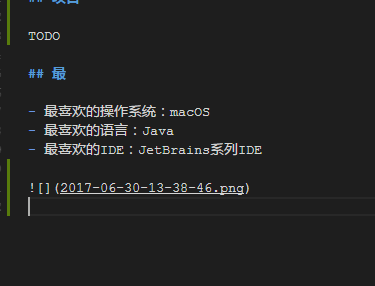 TODO
## 最
- 最喜欢的操作系统：macOS
- 最喜欢的语言：Java
- 最喜欢的IDE：JetBrains系列IDE
![](2017-06-30-13-38-46.png)